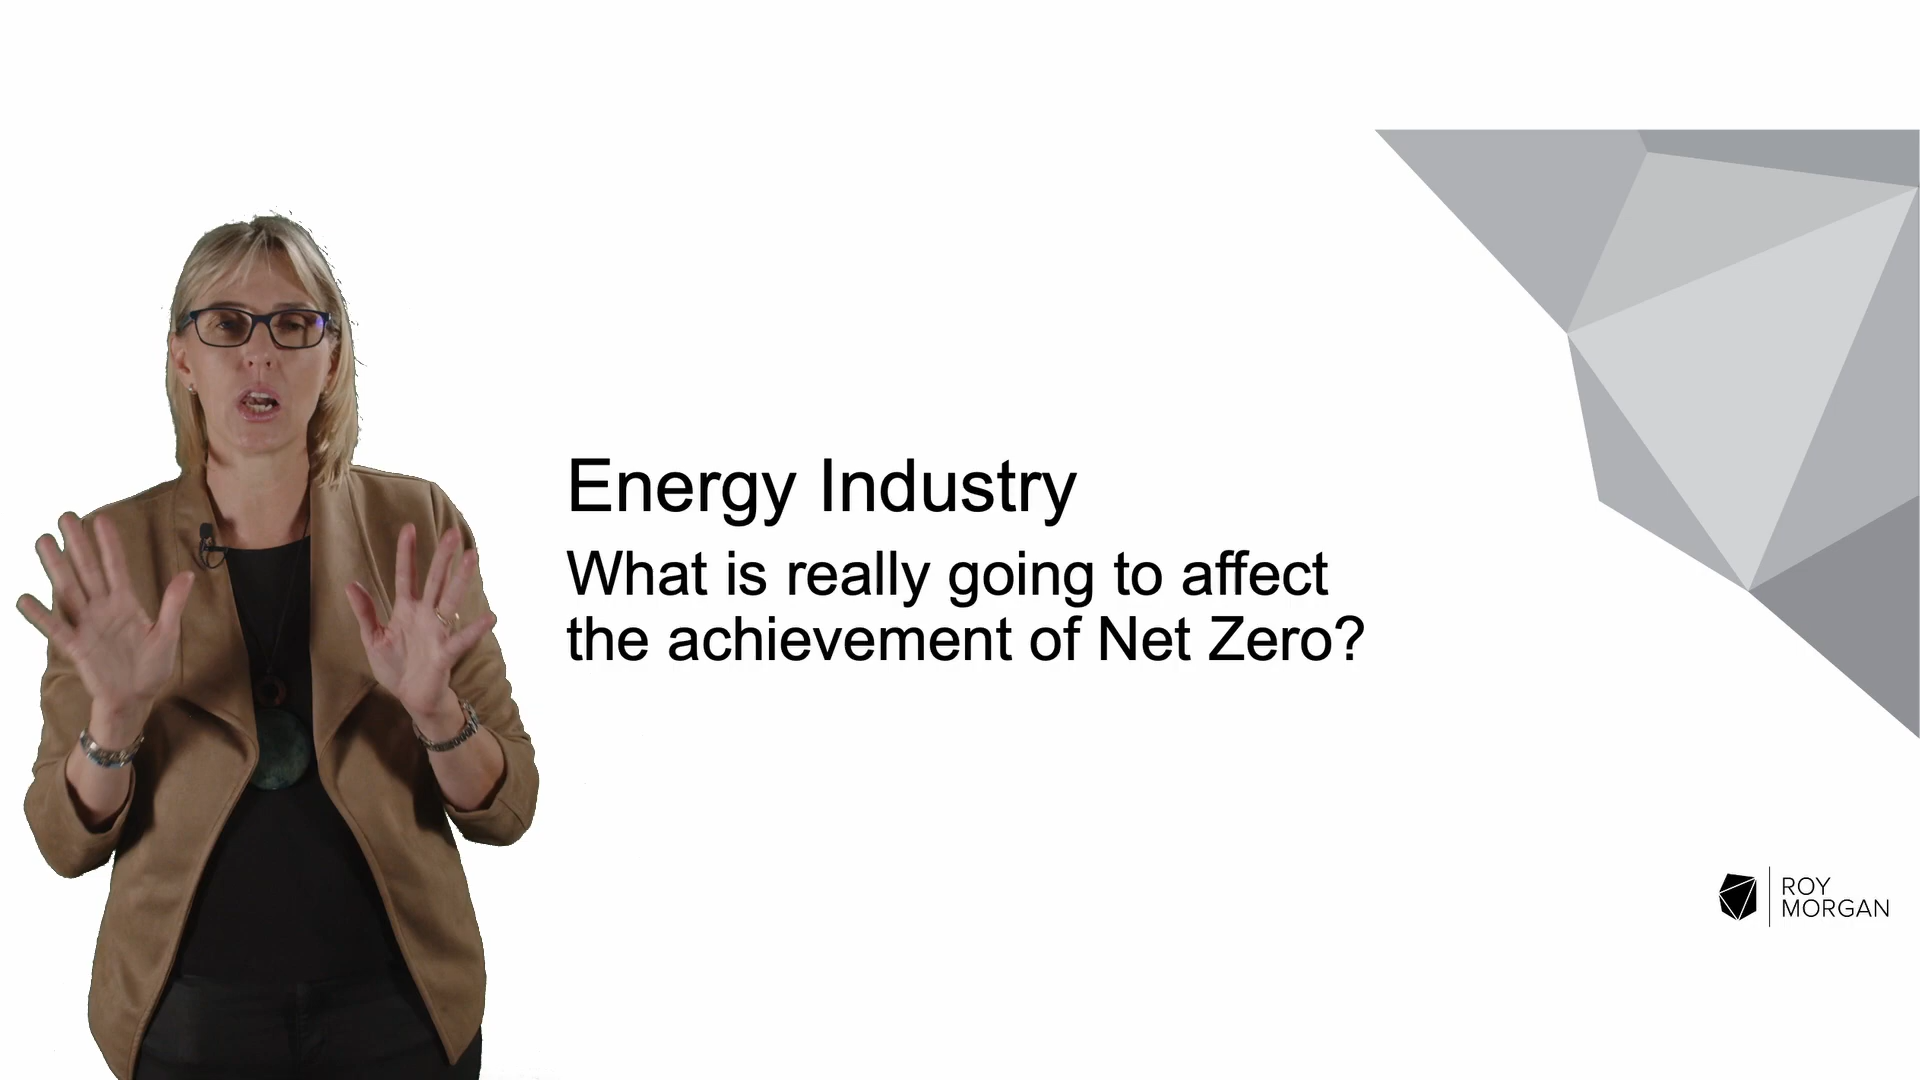 Energy Industry
What is really going to affect
the achievement of Net Zero?
ROY
MORGAN